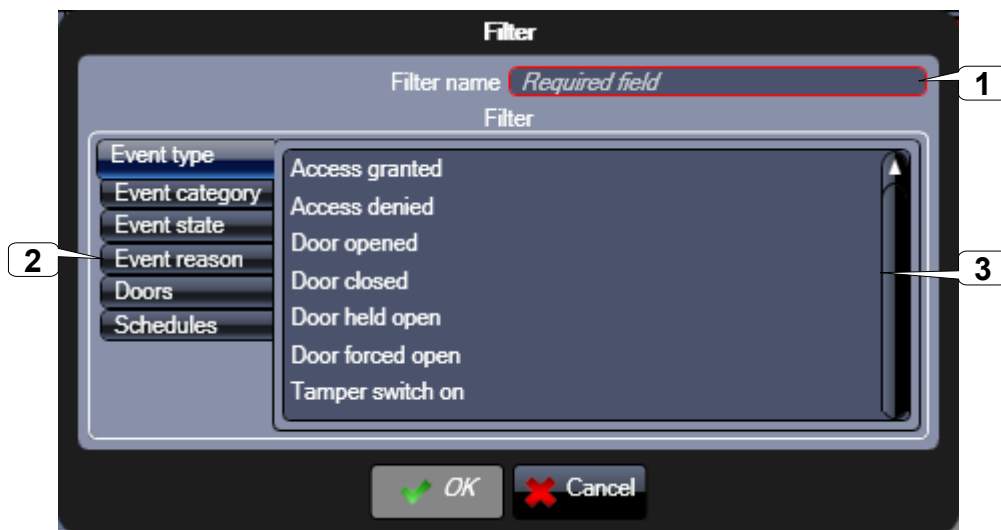 Filter
Filter name Required field
1
Filter
Event type
Event category
Event state
Event reason
Doors
Schedules
2
Access granted
Access denied
Door opened
Door closed
Door held open
Door forced open
Tamper switch on
3
OK
Cancel